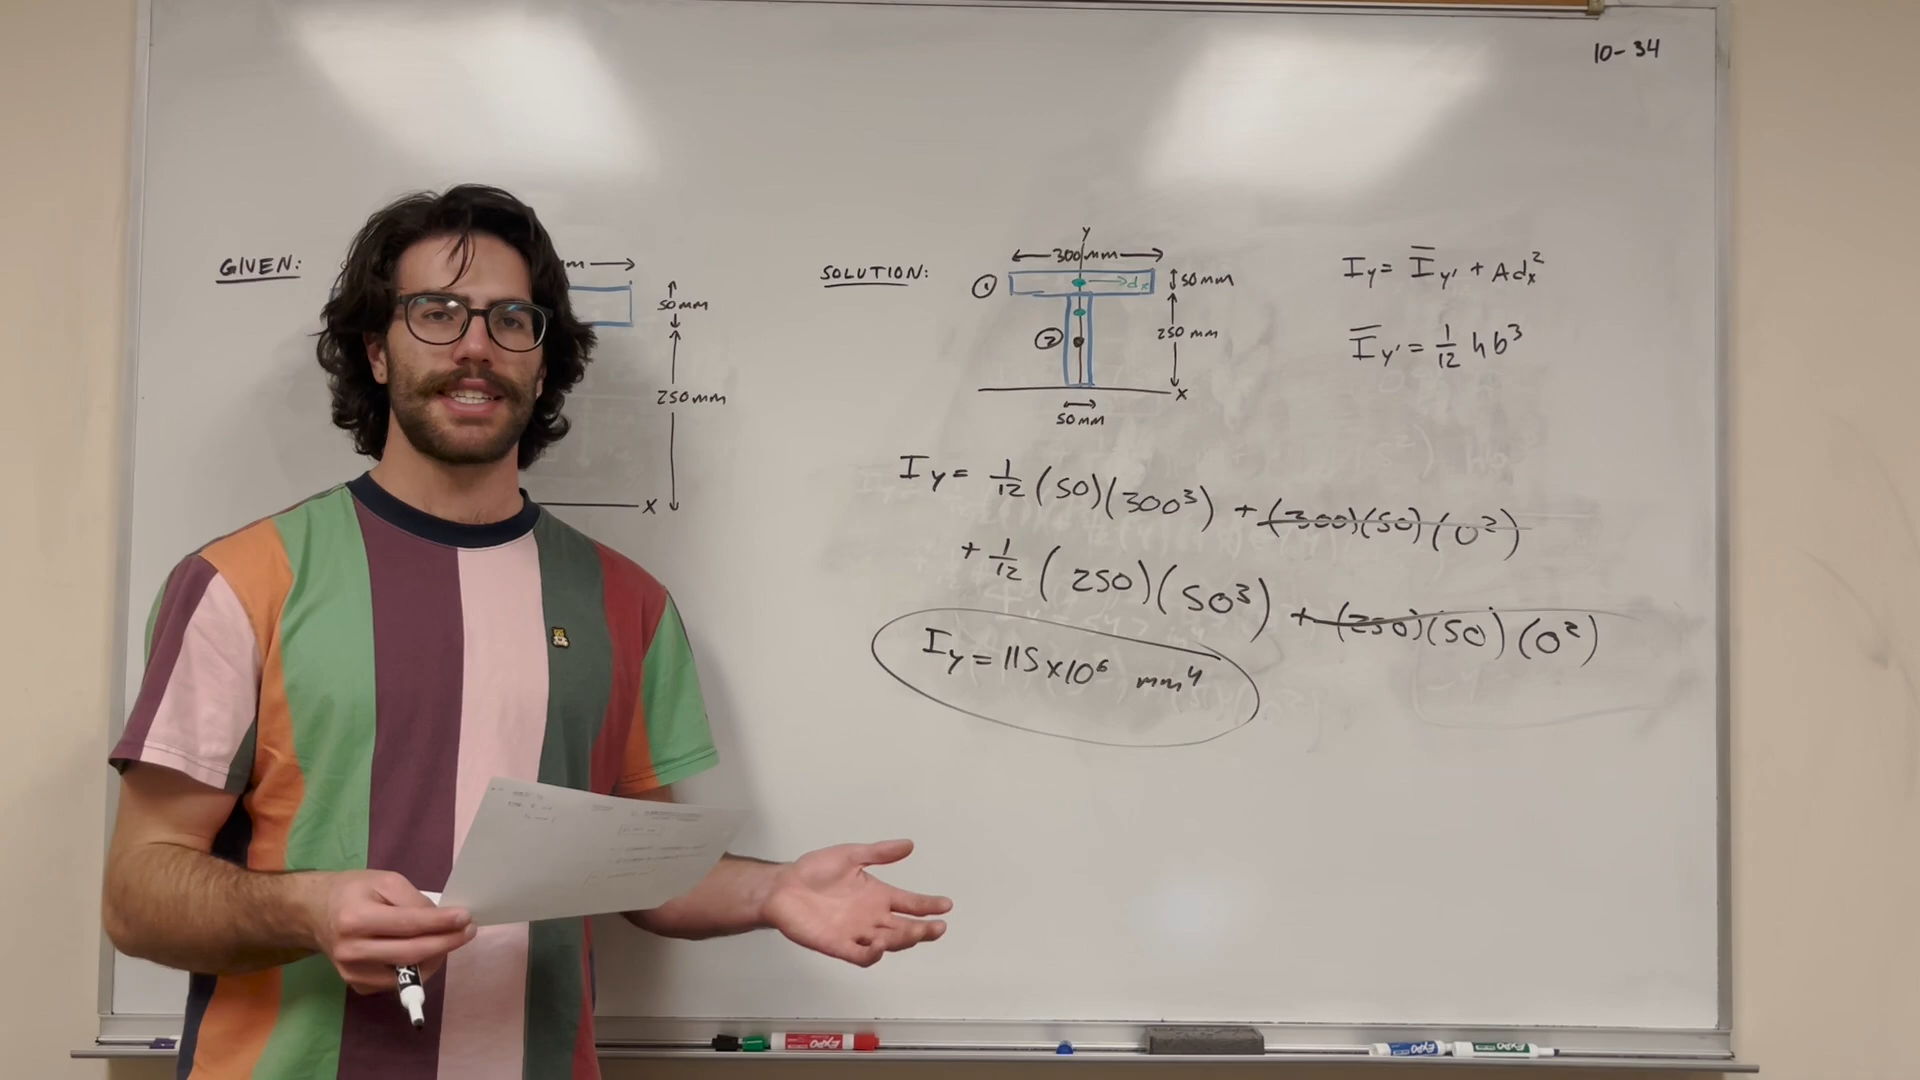 10-34
GIVEN:
mm
50mm
250mm
x
SOLUTION:
y
300mm
①
dx
50mm
②
250 mm
x
50mm
Iy = Īy' + Adx²
Īy' = 1/12 hb³
Iy = 1/12 (50)(300³) + (300)(50)(0²)
+ 1/12 (250)(50³) + (250)(50)(0²)
Iy = 115x10⁶ mm⁴
EXPO
EXPO
EXPO